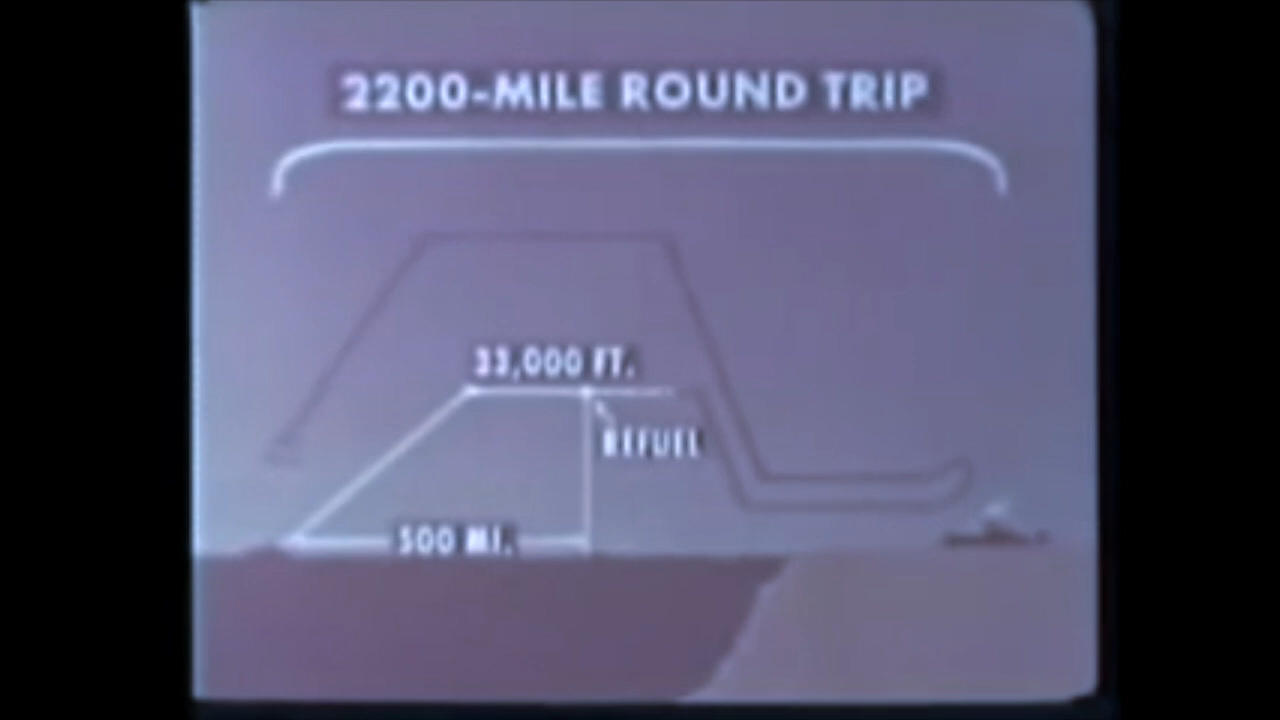 2200-MILE ROUND TRIP
33,000 FT.
REFUEL
500 MI.